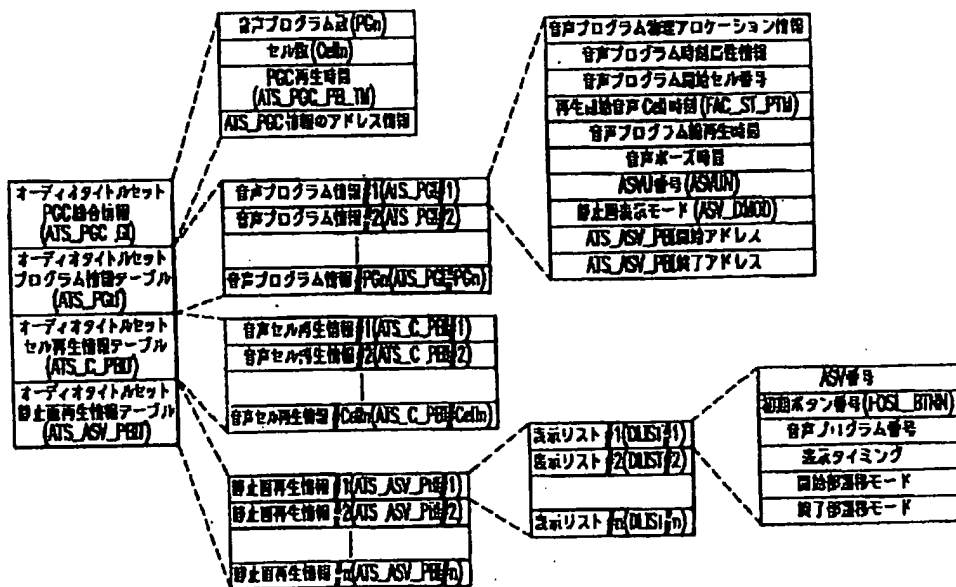 音声プログラム数(PGn)
セル数(Celln)
PGC再生時間
(ATS_PGC_PB_TM)
ATS_PGC情報のアドレス情報
音声プログラム物理アロケーション情報
音声プログラム時刻属性情報
音声プログラム開始セル番号
再生開始音声Cell時刻(FAC_ST_PTM)
音声プログラム総再生時間
音声ポーズ時間
ASVU番号(ASVUN)
静止画表示モード(ASV_DMOD)
ATS_ASV_PBI開始アドレス
ATS_ASV_PBI終了アドレス
オーディオタイトルセット
PGC総合情報
(ATS_PGC_GI)
オーディオタイトルセット
プログラム情報テーブル
(ATS_PGIT)
オーディオタイトルセット
セル再生情報テーブル
(ATS_C_PBIT)
オーディオタイトルセット
静止画再生情報テーブル
(ATS_ASV_PBIT)
音声プログラム情報 #1(ATS_PGI#1)
音声プログラム情報 #2(ATS_PGI#2)
音声プログラム情報 #PGn(ATS_PGI#PGn)
音声セル再生情報 #1(ATS_C_PBI#1)
音声セル再生情報 #2(ATS_C_PBI#2)
音声セル再生情報 #Celln(ATS_C_PBI#Celln)
静止画再生情報 #1(ATS_ASV_PBI#1)
静止画再生情報 #2(ATS_ASV_PBI#2)
静止画再生情報 #n(ATS_ASV_PBI#n)
表示リスト #1(DLIST#1)
表示リスト #2(DLIST#2)
表示リスト #n(DLIST#n)
ASV番号
初回ボタン番号(FOSL_BTNN)
音声プログラム番号
表示タイミング
開始部遷移モード
終了部遷移モード